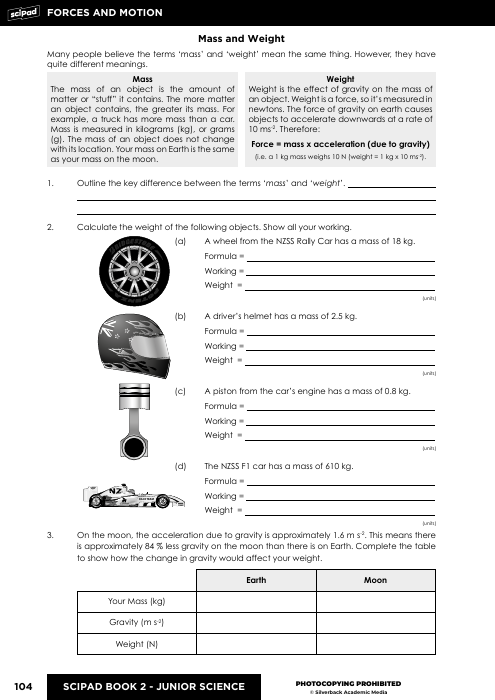 scipad FORCES AND MOTION
Mass and Weight
Many people believe the terms ‘mass’ and ‘weight’ mean the same thing. However, they have
quite different meanings.
Mass
The mass of an object is the amount of
matter or “stuff” it contains. The more matter
an object contains, the greater its mass. For
example, a truck has more mass than a car.
Mass is measured in kilograms (kg), or grams
(g). The mass of an object does not change
with its location. Your mass on Earth is the same
as your mass on the moon.
Weight
Weight is the effect of gravity on the mass of
an object. Weight is a force, so it’s measured in
newtons. The force of gravity on earth causes
objects to accelerate downwards at a rate of
10 ms⁻². Therefore:
Force = mass x acceleration (due to gravity)
(i.e. a 1 kg mass weighs 10 N (weight = 1 kg x 10 ms⁻²).
1. Outline the key difference between the terms ‘mass’ and ‘weight’.
2. Calculate the weight of the following objects. Show all your working.
(a) A wheel from the NZSS Rally Car has a mass of 18 kg.
Formula =
Working =
Weight =
(units)
(b) A driver’s helmet has a mass of 2.5 kg.
Formula =
Working =
Weight =
(units)
(c) A piston from the car’s engine has a mass of 0.8 kg.
Formula =
Working =
Weight =
(units)
(d) The NZSS F1 car has a mass of 610 kg.
NZ
Formula =
Working =
Weight =
(units)
3. On the moon, the acceleration due to gravity is approximately 1.6 m s⁻². This means there
is approximately 84 % less gravity on the moon than there is on Earth. Complete the table
to show how the change in gravity would affect your weight.
Earth Moon
Your Mass (kg)
Gravity (m s⁻²)
Weight (N)
104 SCIPAD BOOK 2 - JUNIOR SCIENCE
PHOTOCOPYING PROHIBITED
© Silverback Academic Media